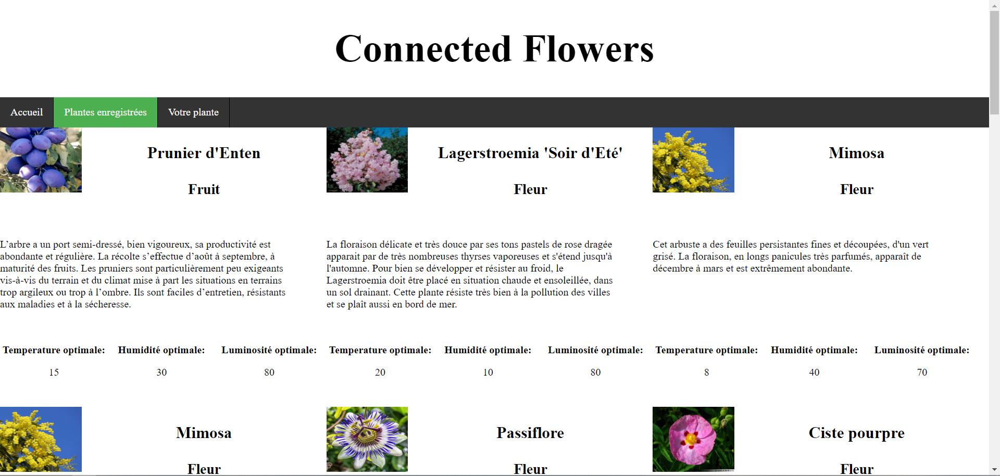 Connected Flowers
Accueil
Plantes enregistrées
Votre plante
Prunier d'Enten
Fruit
L’arbre a un port semi-dressé, bien vigoureux, sa productivité est
abondante et régulière. La récolte s’effectue d’août à septembre, à
maturité des fruits. Les pruniers sont particulièrement peu exigeants
vis-à-vis du terrain et du climat mise à part les situations en terrains
trop argileux ou trop à l’ombre. Ils sont faciles d’entretien, résistants
aux maladies et à la sécheresse.
Temperature optimale:
15
Humidité optimale:
30
Luminosité optimale:
80
Lagerstroemia 'Soir d'Eté'
Fleur
La floraison délicate et très douce par ses tons pastels de rose dragée
apparait par de très nombreuses thyrses vaporeuses et s'étend jusqu'à
l'automne. Pour bien se développer et résister au froid, le
Lagerstroemia doit être placé en situation chaude et ensoleillée, dans
un sol drainant. Cette plante résiste très bien à la pollution des villes
et se plaît aussi en bord de mer.
Temperature optimale:
20
Humidité optimale:
10
Luminosité optimale:
80
Mimosa
Fleur
Cet arbuste a des feuilles persistantes fines et découpées, d'un vert
grisé. La floraison, en longs panicules très parfumés, apparaît de
décembre à mars et est extrêmement abondante.
Temperature optimale:
8
Humidité optimale:
40
Luminosité optimale:
70
Mimosa
Fleur
Passiflore
Fleur
Ciste pourpre
Fleur